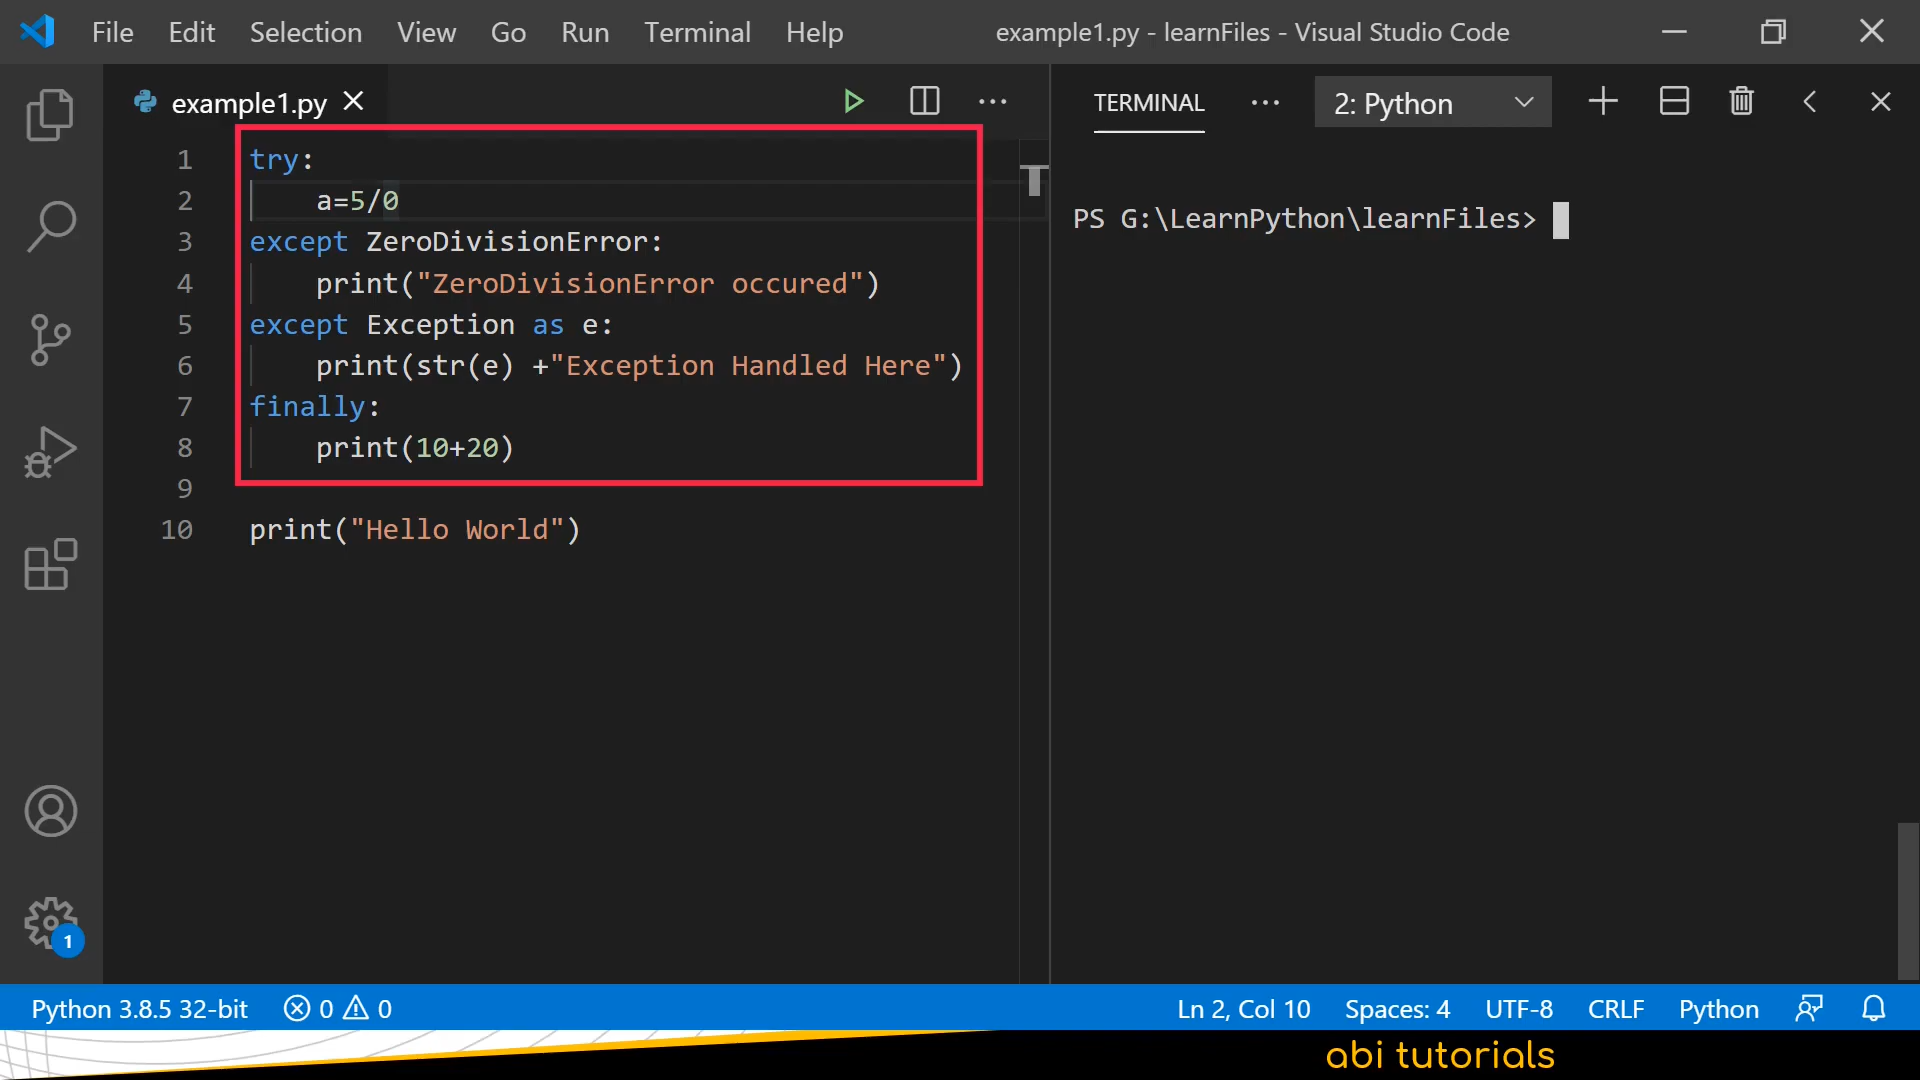 File Edit Selection View Go Run Terminal Help example1.py - learnFiles - Visual Studio Code
example1.py
TERMINAL 2: Python
1 try:
2 a=5/0
3 except ZeroDivisionError:
4 print("ZeroDivisionError occured")
5 except Exception as e:
6 print(str(e) +"Exception Handled Here")
7 finally:
8 print(10+20)
9
10 print("Hello World")
PS G:\LearnPython\learnFiles>
1
Python 3.8.5 32-bit 0 0 Ln 2, Col 10 Spaces: 4 UTF-8 CRLF Python
abi tutorials